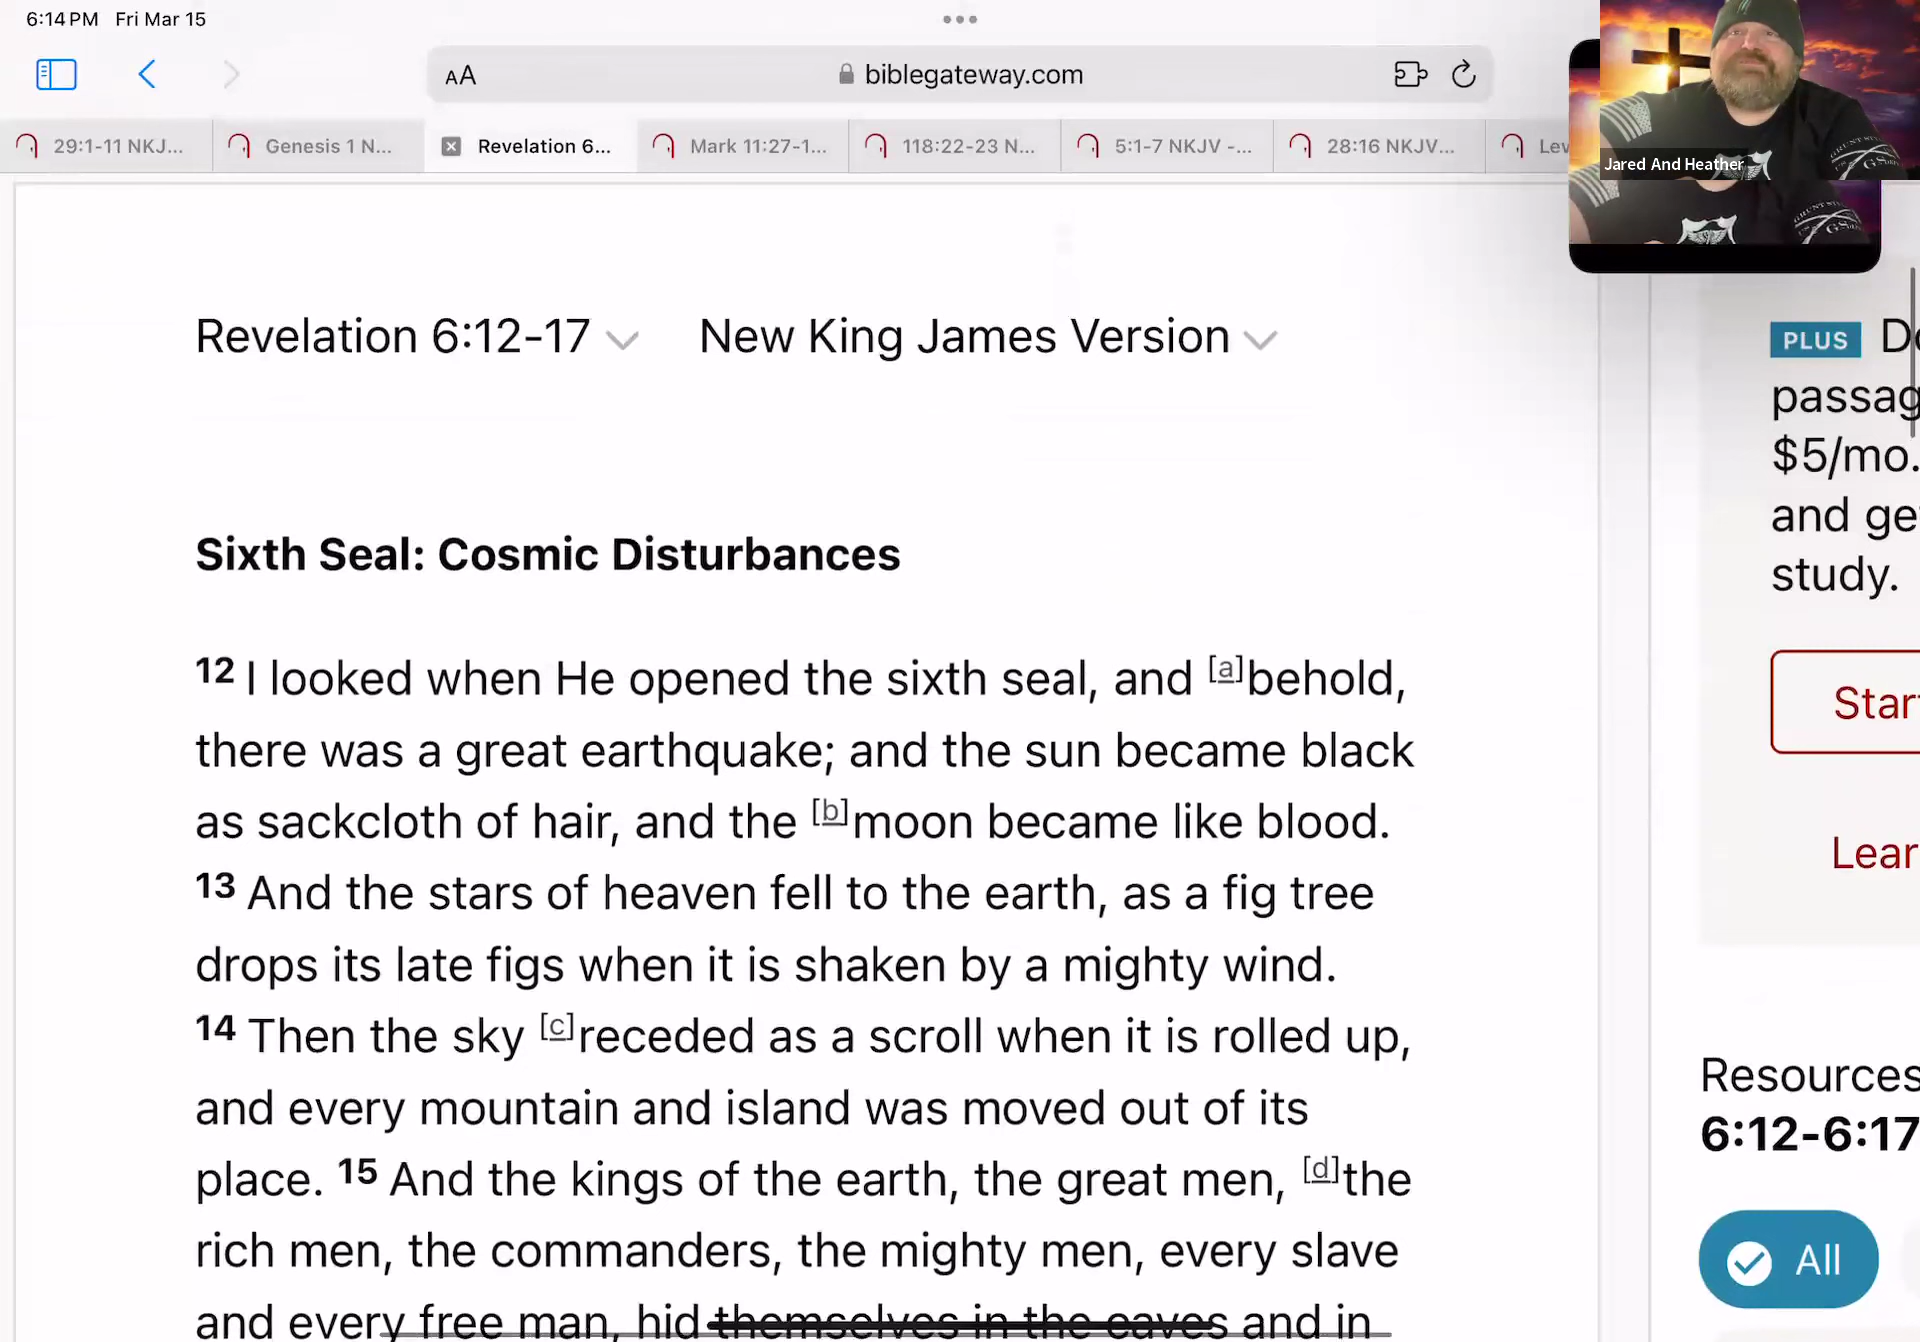 6:14 PM Fri Mar 15
AA
biblegateway.com
29:1-11 NKJ...
Genesis 1 N...
Revelation 6...
Mark 11:27-1...
118:22-23 N...
5:1-7 NKJV -...
28:16 NKJV...
Lev
Jared And Heather
Revelation 6:12-17
New King James Version
PLUS
passag
$5/mo.
and ge
study.
Sixth Seal: Cosmic Disturbances
12 I looked when He opened the sixth seal, and [a]behold,
there was a great earthquake; and the sun became black
as sackcloth of hair, and the [b]moon became like blood.
13 And the stars of heaven fell to the earth, as a fig tree
drops its late figs when it is shaken by a mighty wind.
14 Then the sky [c]receded as a scroll when it is rolled up,
and every mountain and island was moved out of its
place. 15 And the kings of the earth, the great men, [d]the
rich men, the commanders, the mighty men, every slave
and every free man, hid themselves in the caves and in
Star
Lear
Resources
6:12-6:17
All